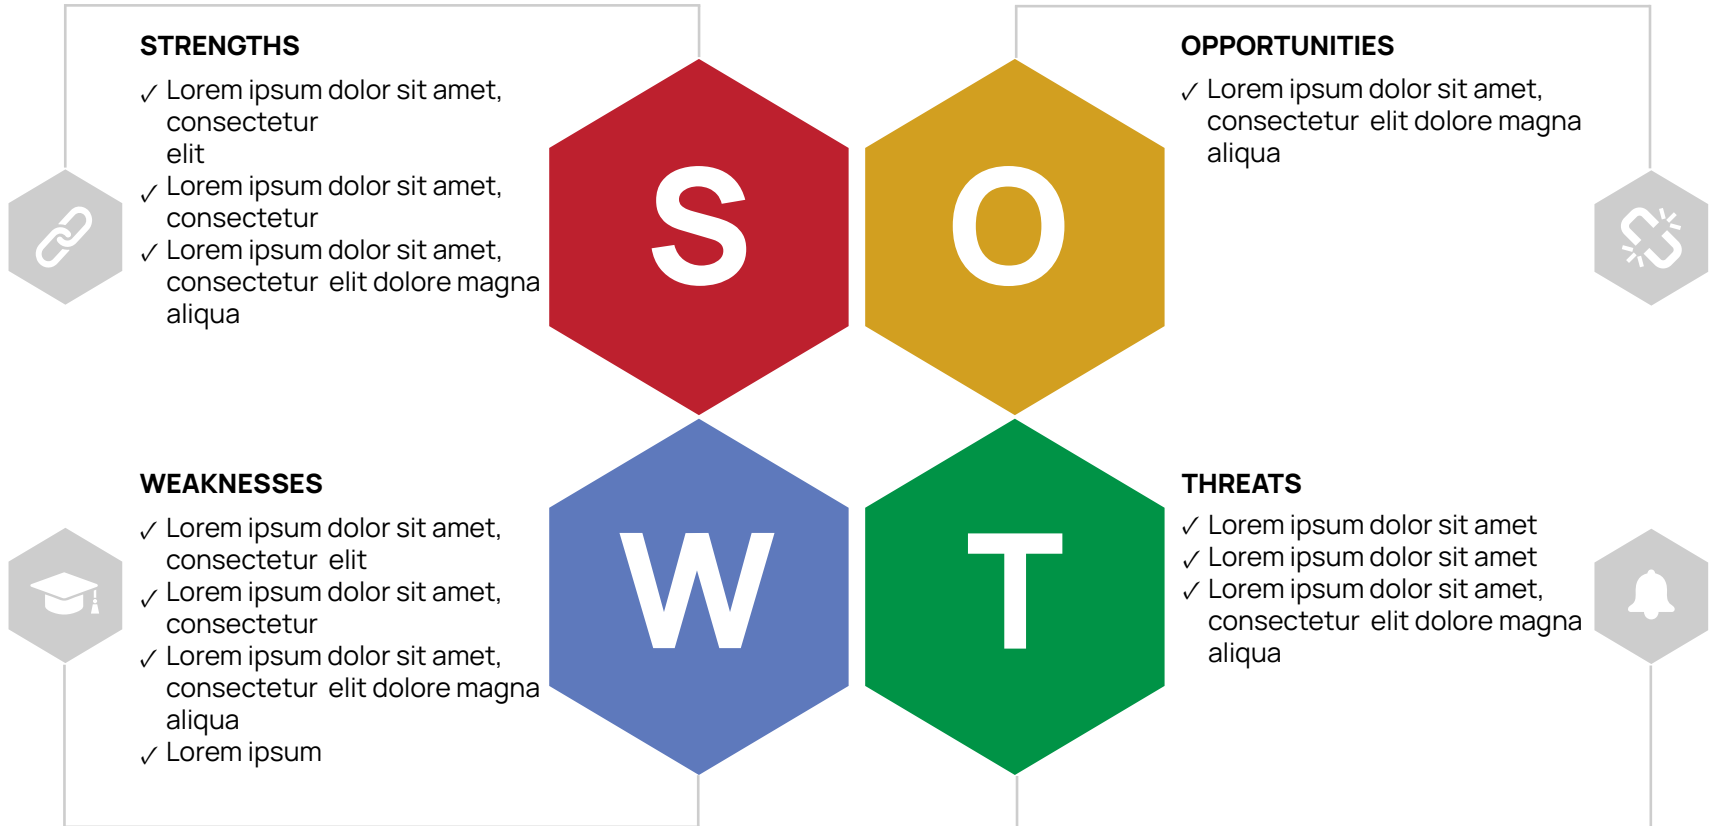 STRENGTHS
✓ Lorem ipsum dolor sit amet,
consectetur
elit
✓ Lorem ipsum dolor sit amet,
consectetur
✓ Lorem ipsum dolor sit amet,
consectetur  elit dolore magna
aliqua
S
O
OPPORTUNITIES
✓ Lorem ipsum dolor sit amet,
consectetur  elit dolore magna
aliqua
WEAKNESSES
✓ Lorem ipsum dolor sit amet,
consectetur  elit
✓ Lorem ipsum dolor sit amet,
consectetur
✓ Lorem ipsum dolor sit amet,
consectetur  elit dolore magna
aliqua
✓ Lorem ipsum
W
T
THREATS
✓ Lorem ipsum dolor sit amet
✓ Lorem ipsum dolor sit amet
✓ Lorem ipsum dolor sit amet,
consectetur  elit dolore magna
aliqua